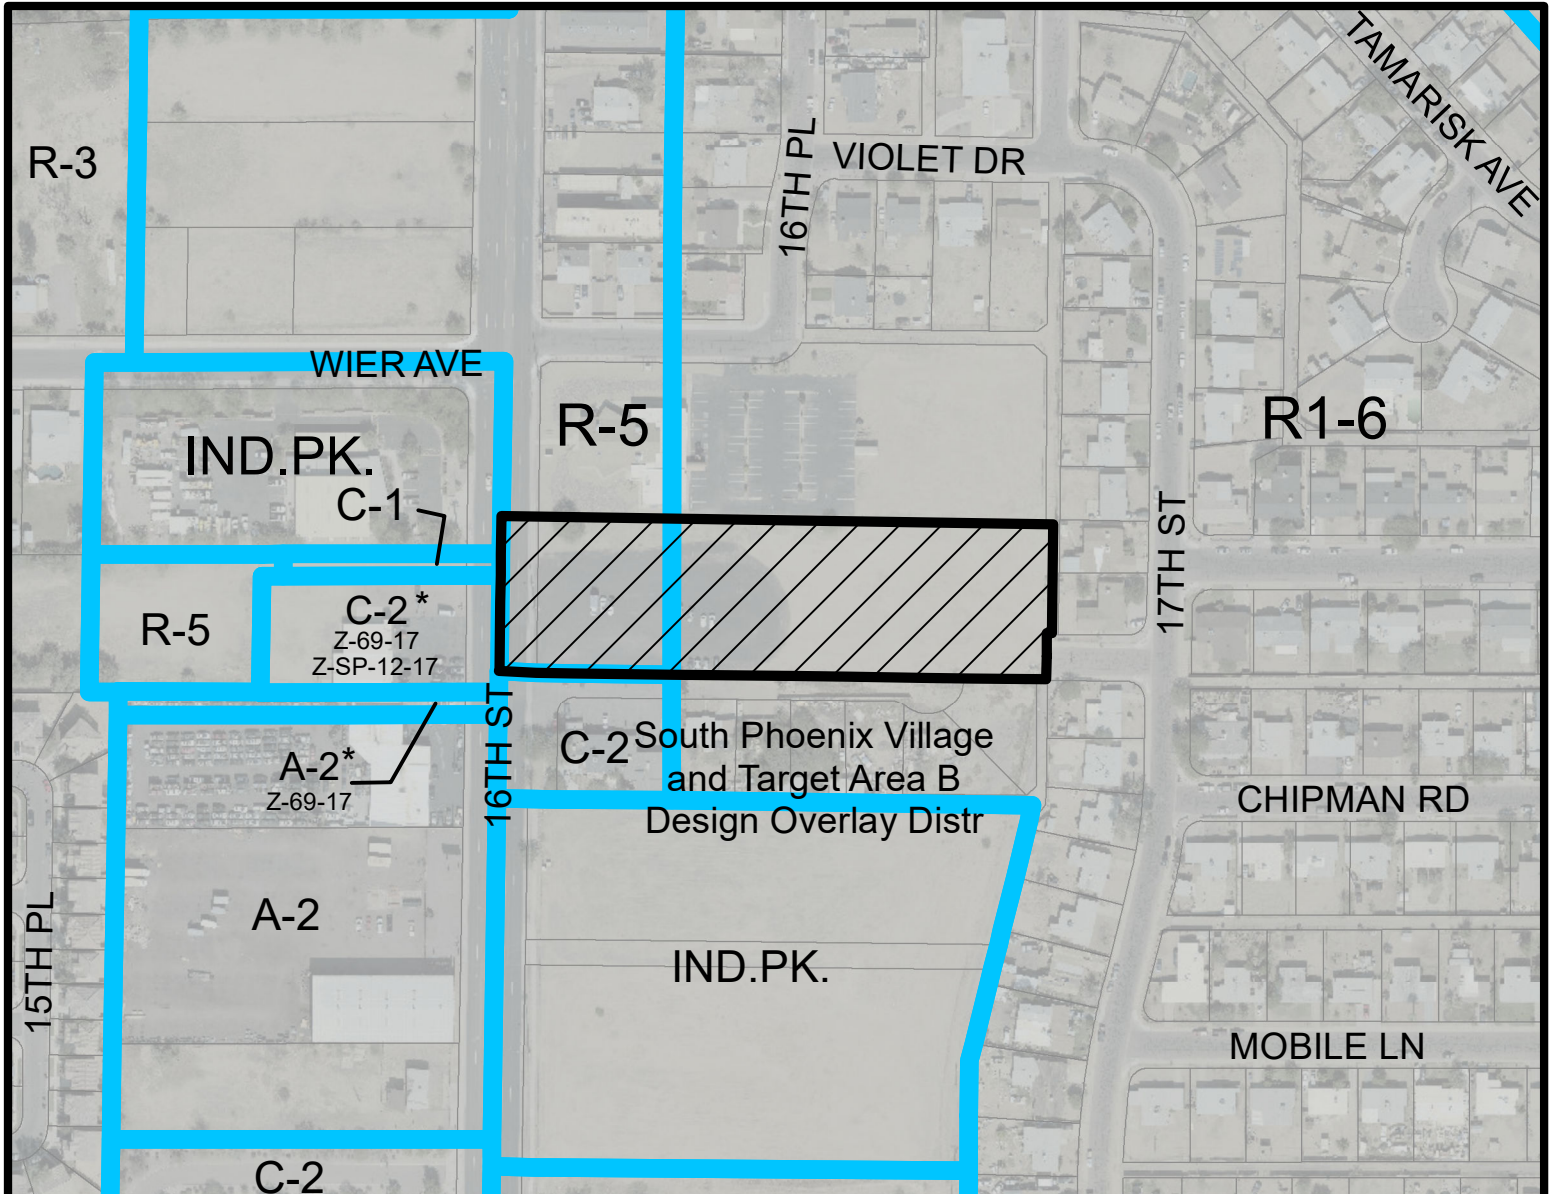 TAMARISK AVE
R-3
16TH PL
VIOLET DR
WIER AVE
R-5
R1-6
IND.PK.
C-1
17TH ST
C-2*
Z-69-17
Z-SP-12-17
R-5
16TH ST
C-2
South Phoenix Village
and Target Area B
Design Overlay Distr
A-2*
Z-69-17
CHIPMAN RD
A-2
15TH PL
IND.PK.
MOBILE LN
C-2